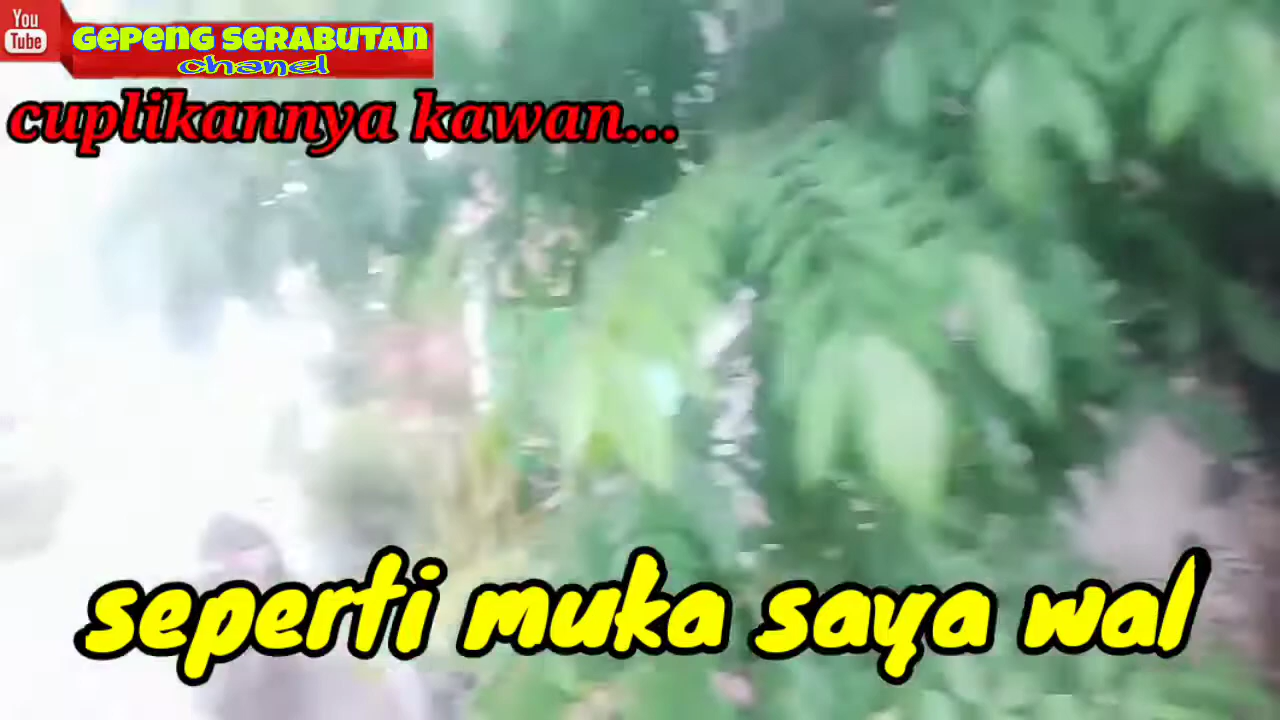 You
Tube
GEPENG SERABUTAN
chanel
cuplikannya kawan...
seperti muka saya wal